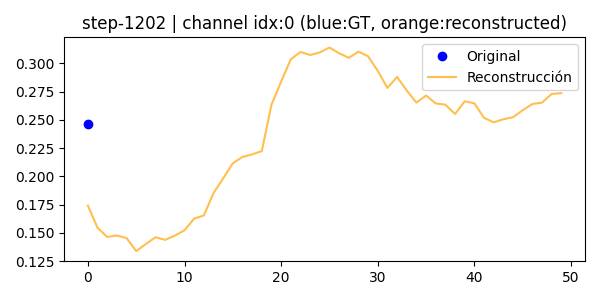 step-1202 | channel idx:0 (blue:GT, orange:reconstructed)
Original
Reconstrucción
0.300
0.275
0.250
0.225
0.200
0.175
0.150
0.125
0 10 20 30 40 50